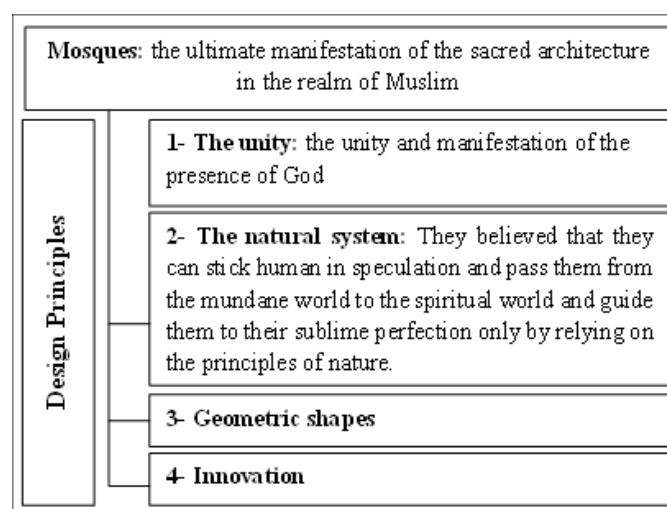 Mosques: the ultimate manifestation of the sacred architecture
in the realm of Muslim
Design Principles
1- The unity: the unity and manifestation of the
presence of God
2- The natural system: They believed that they
can stick human in speculation and pass them from
the mundane world to the spiritual world and guide
them to their sublime perfection only by relying on
the principles of nature.
3- Geometric shapes
4- Innovation